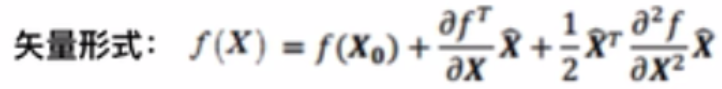 矢量形式： f(X) = f(X₀) + ∂fᵀ/∂X X̂ + 1/2 X̂ᵀ ∂²f/∂X² X̂